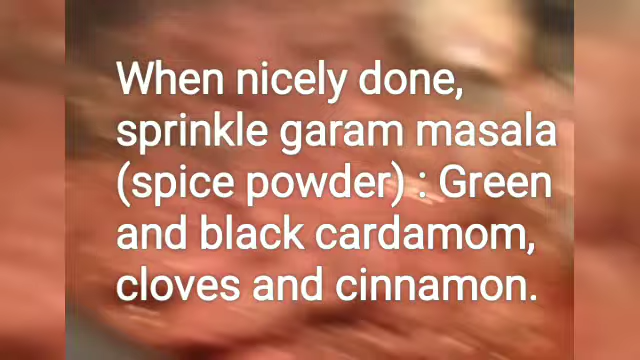 When nicely done,
sprinkle garam masala
(spice powder) : Green
and black cardamom,
cloves and cinnamon.